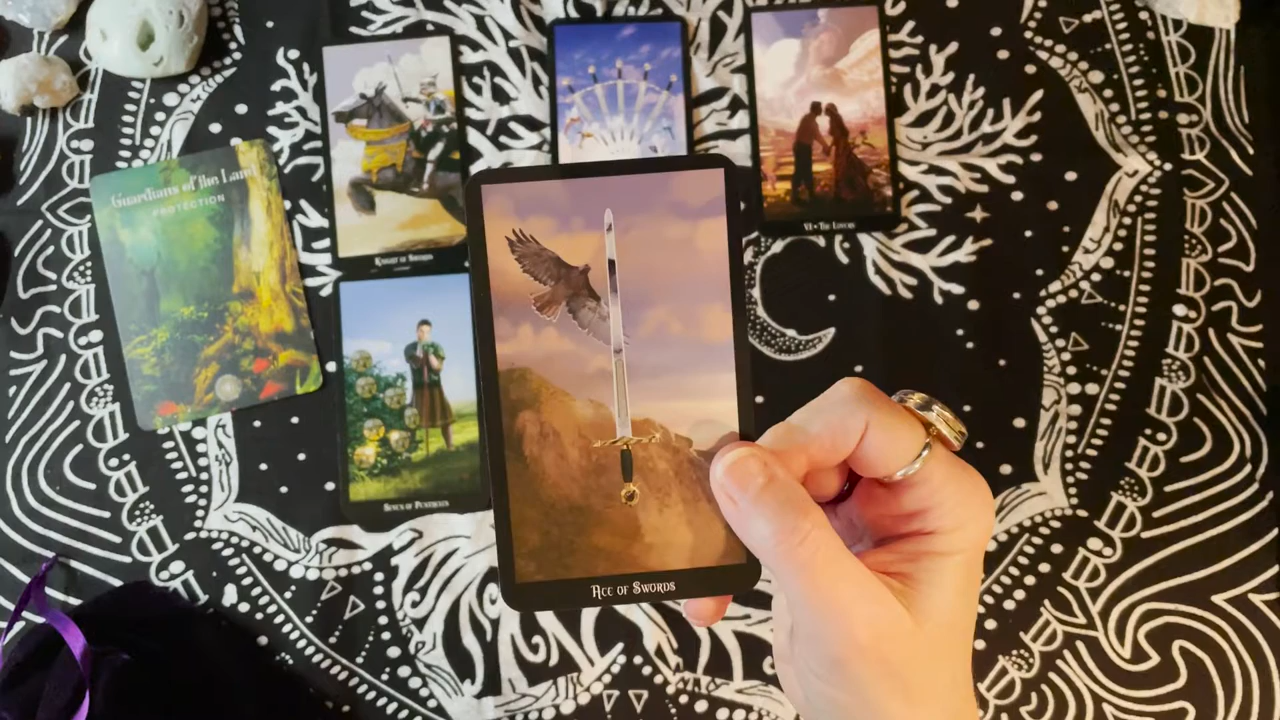 Guardians of the Land
PROTECTION
Knight of Swords
VI • The Lovers
Seven of Pentacles
Ace of Swords